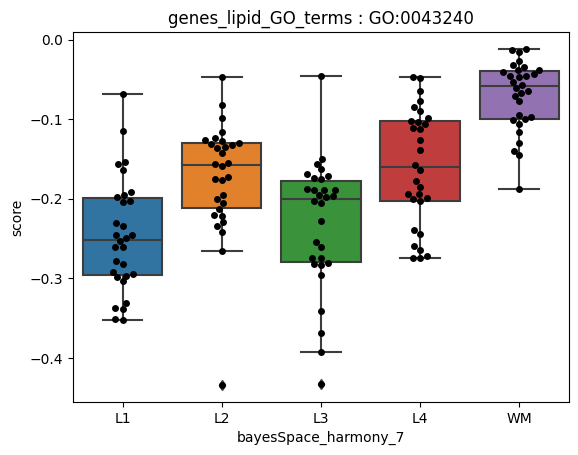 genes_lipid_GO_terms : GO:0043240
0.0
−0.1
−0.2
−0.3
−0.4
score
L1 L2 L3 L4 WM
bayesSpace_harmony_7